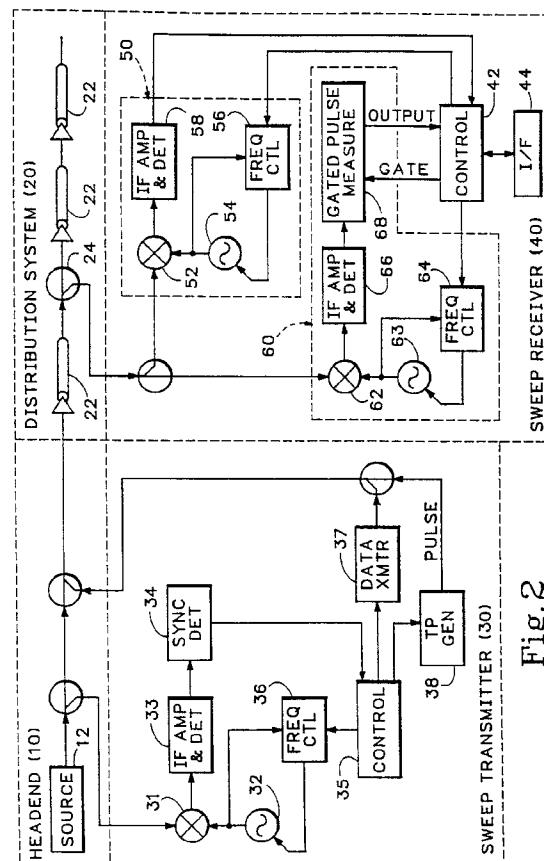 HEADEND (10)
SOURCE
12
DISTRIBUTION SYSTEM (20)
22
24
22
22
31
IF AMP
& DET
33
SYNC
DET
34
32
FREQ
CTL
36
CONTROL
35
DATA
XMTR
37
TP
GEN
38
PULSE
SWEEP TRANSMITTER (30)
50
52
IF AMP
& DET
58
54
FREQ
CTL
56
60
62
IF AMP
& DET
66
GATED PULSE
MEASURE
68
63
FREQ
CTL
64
OUTPUT
GATE
CONTROL
42
I/F
44
SWEEP RECEIVER (40)
Fig.2